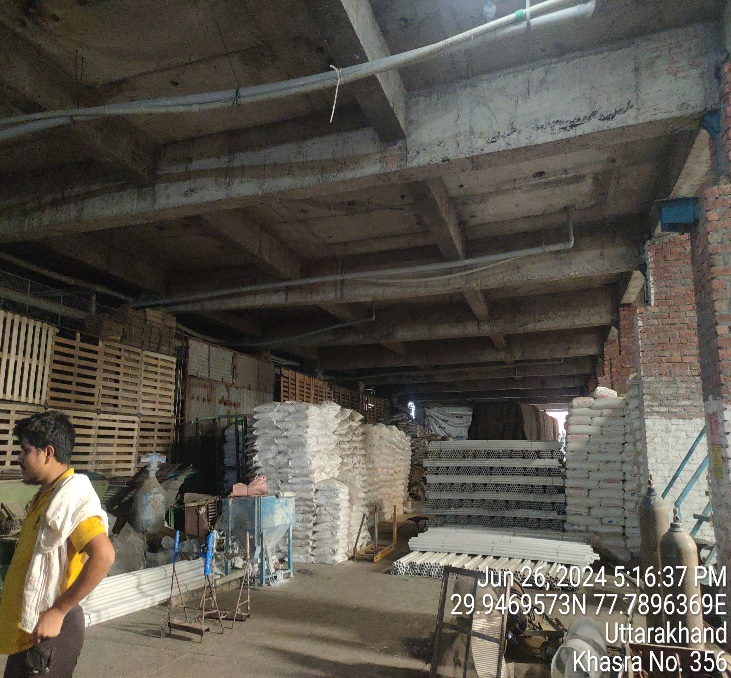 Jun 26, 2024 5:16:37 PM
29.9469573N 77.7896369E
Uttarakhand
Khasra No. 356